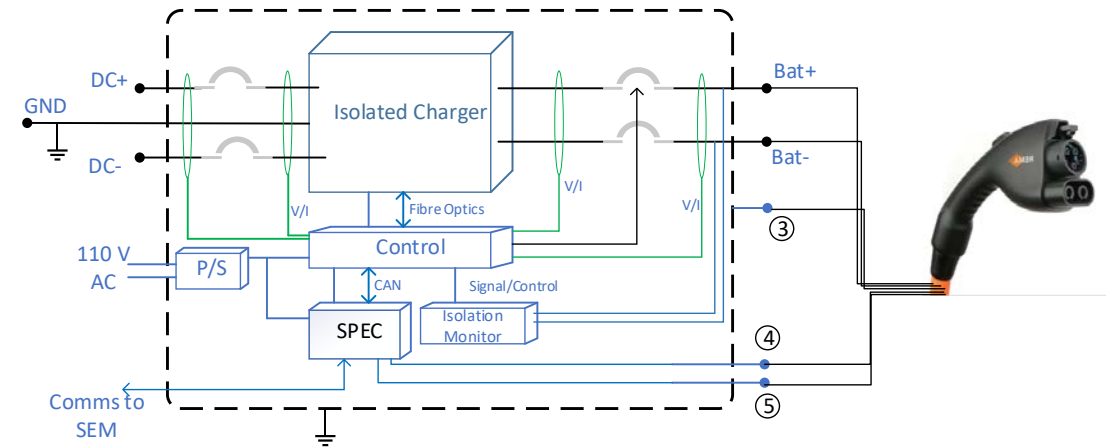 DC+
GND
DC-
Isolated Charger
Bat+
Bat-
V/I
Fibre Optics
V/I
V/I
③
Control
110 V
AC
P/S
CAN
Signal/Control
SPEC
Isolation
Monitor
④
⑤
Comms to
SEM